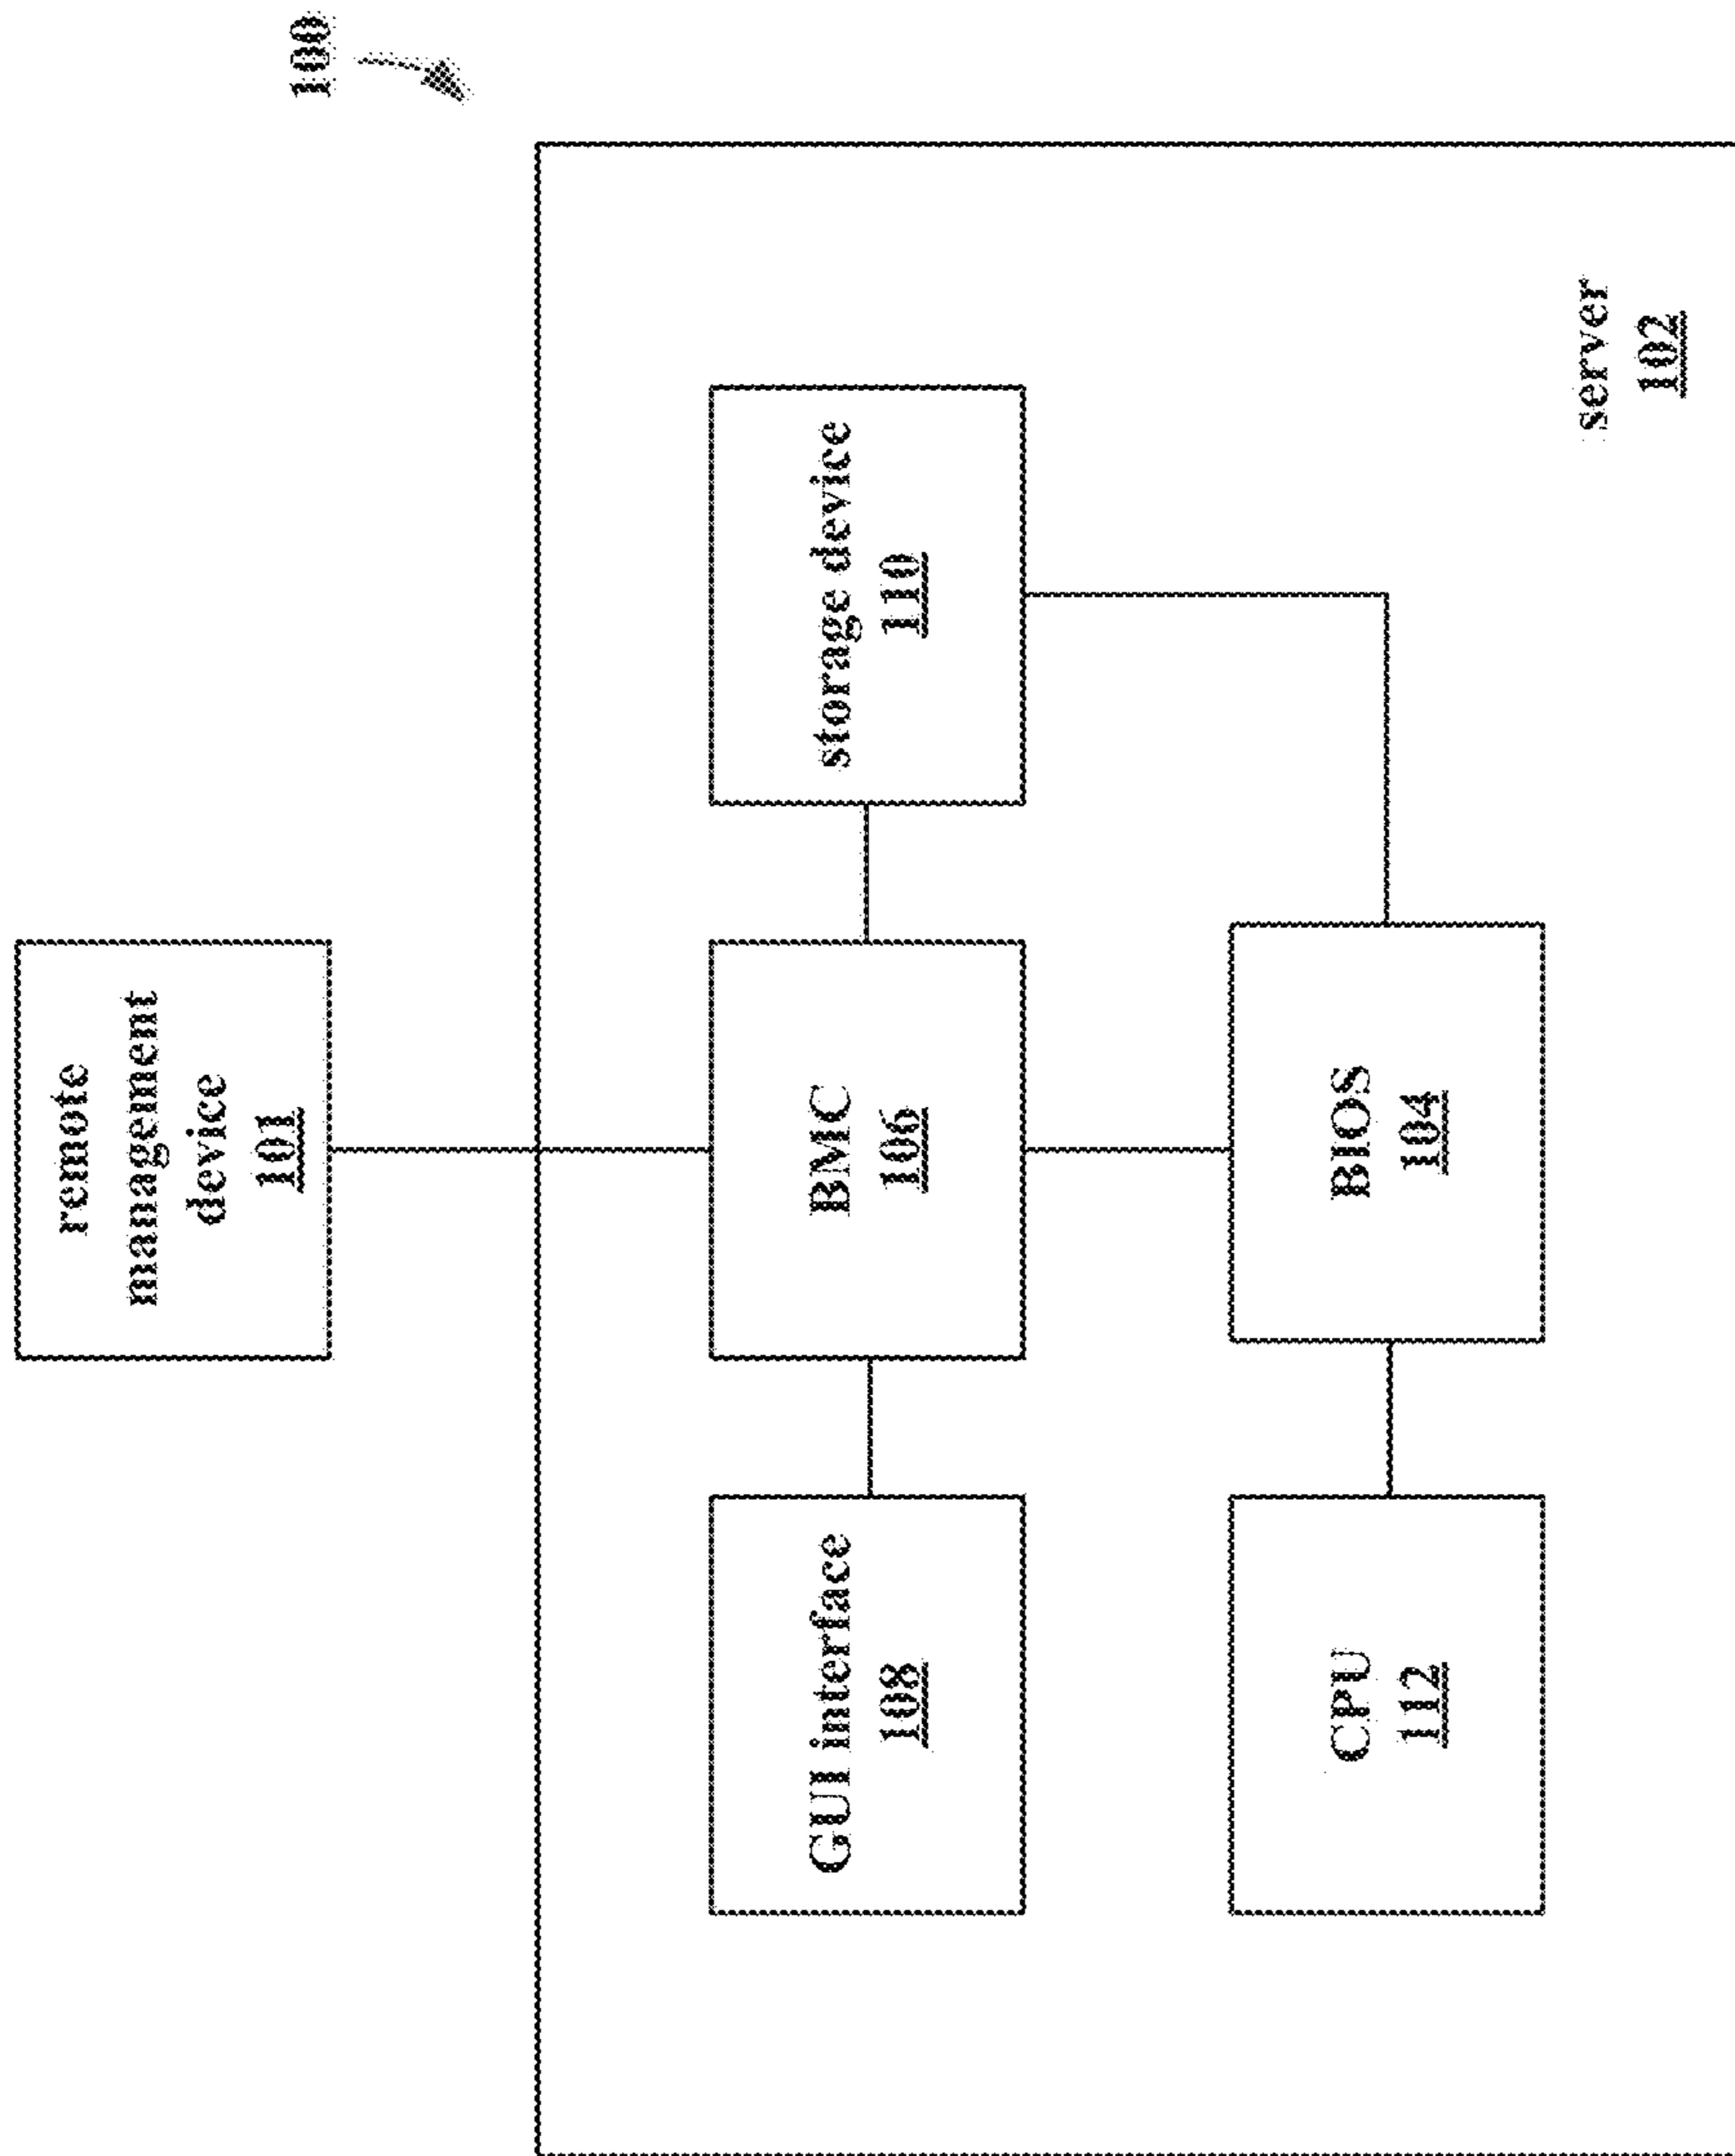 100
remote
management
device
101
GUI interface
108
BMC
106
storage device
110
CPU
112
BIOS
104
server
102